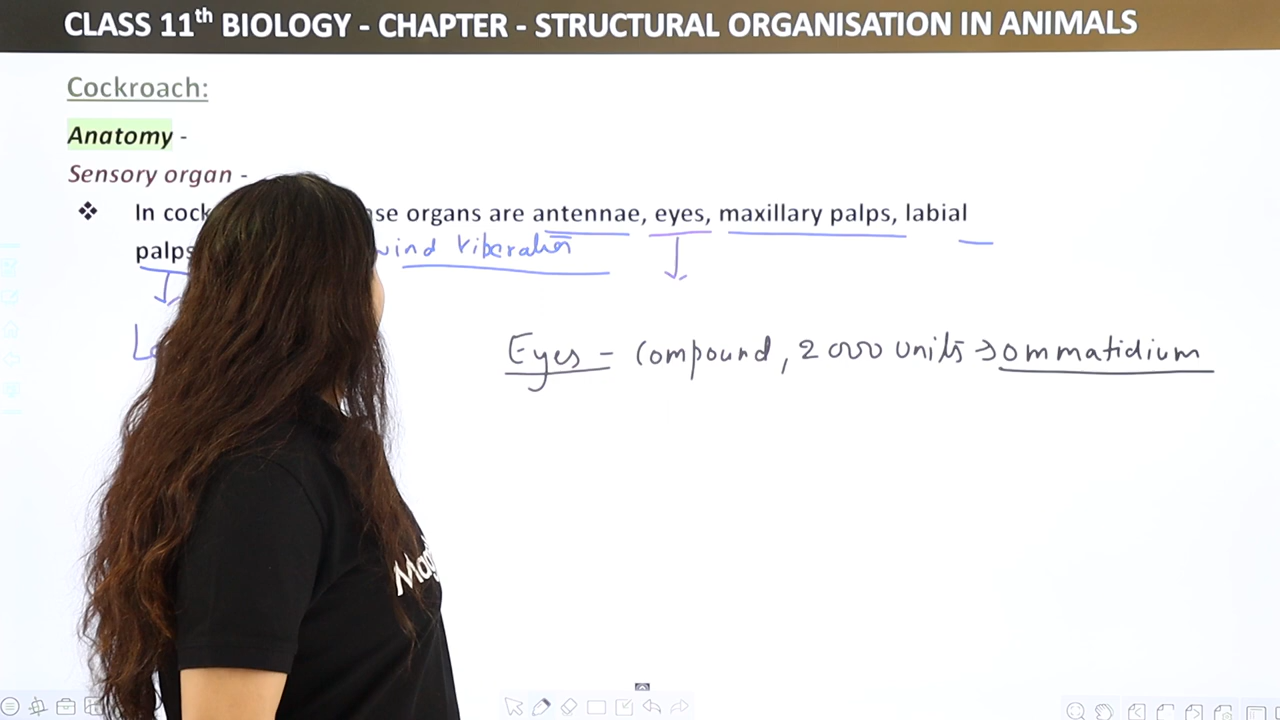 CLASS 11th BIOLOGY - CHAPTER - STRUCTURAL ORGANISATION IN ANIMALS
Cockroach:
Anatomy -
Sensory organ -
❖ In cock se organs are antennae, eyes, maxillary palps, labial
palps wind viberation
Eyes - compound, 2000 units → ommatidium